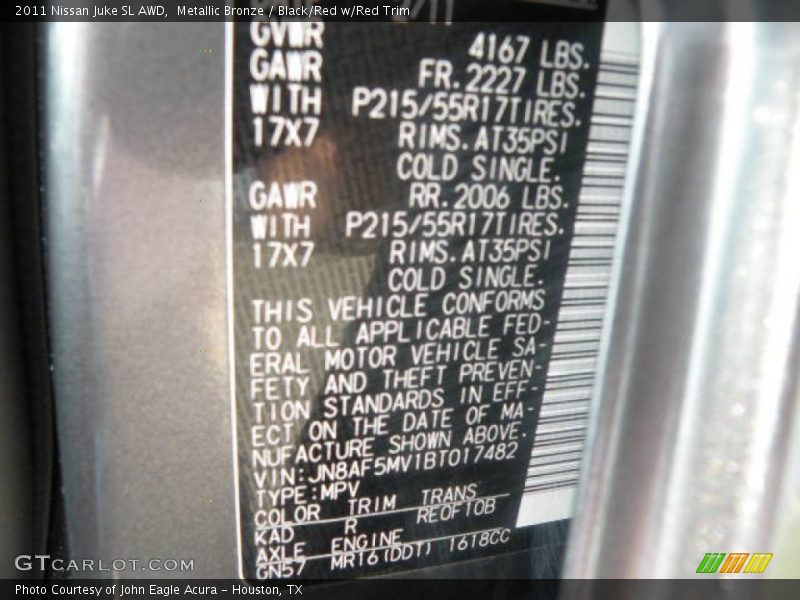 2011 Nissan Juke SL AWD,  Metallic Bronze / Black/Red w/Red Trim
GVWR 4167 LBS.
GAWR FR. 2227 LBS.
WITH P215/55R17TIRES.
17X7 RIMS. AT35PSI
COLD SINGLE.
GAWR RR. 2006 LBS.
WITH P215/55R17TIRES.
17X7 RIMS. AT35PSI
COLD SINGLE.
THIS VEHICLE CONFORMS
TO ALL APPLICABLE FED-
ERAL MOTOR VEHICLE SA-
FETY AND THEFT PREVEN-
TION STANDARDS IN EFF-
ECT ON THE DATE OF MA-
NUFACTURE SHOWN ABOVE.
VIN: JN8AF5MV1BT017482
TYPE: MPV
COLOR TRIM TRANS
KAD R RE0F10B
AXLE ENGINE
GN57 MR16(DDT) 1618CC
GTCARLOT.COM
Photo Courtesy of John Eagle Acura - Houston, TX